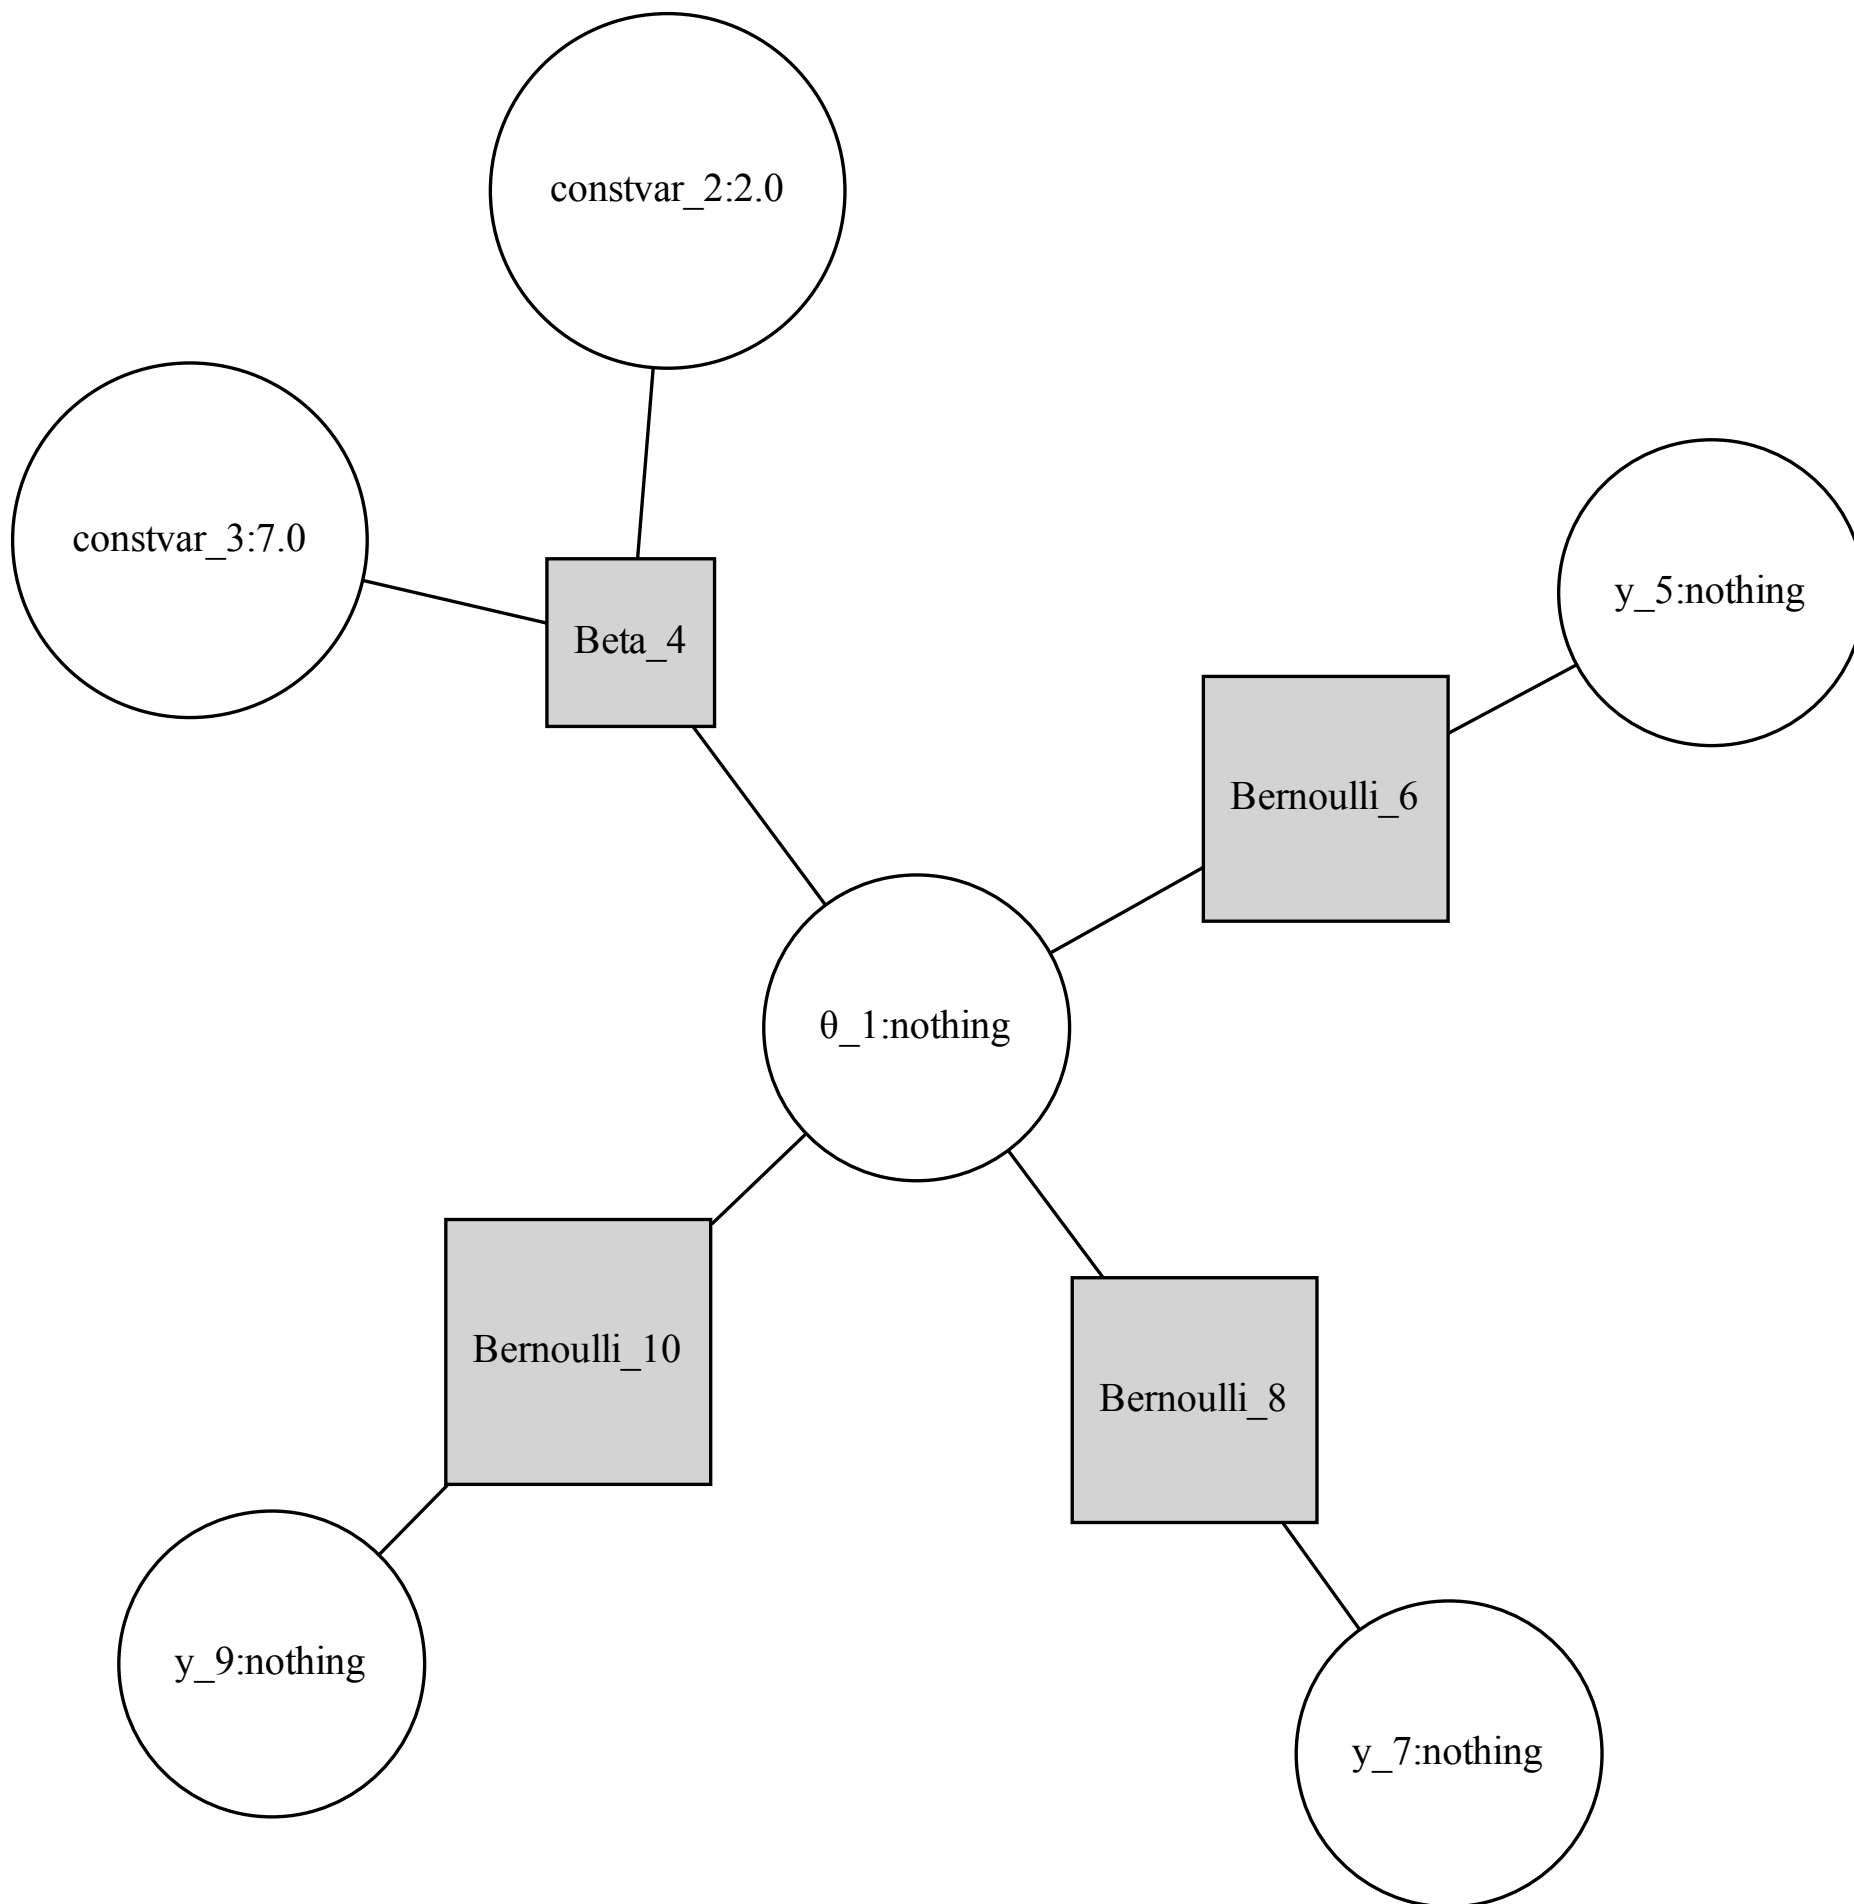 constvar_2:2.0
constvar_3:7.0
y_5:nothing
Beta_4
Bernoulli_6
θ_1:nothing
Bernoulli_10
Bernoulli_8
y_9:nothing
y_7:nothing